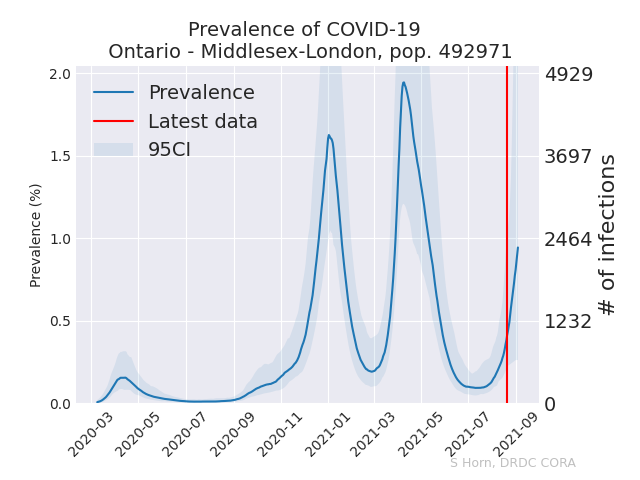 Prevalence of COVID-19
Ontario - Middlesex-London, pop. 492971
Prevalence
Latest data
95CI
Prevalence (%)
2.0
1.5
1.0
0.5
0.0
4929
3697
2464
1232
0
# of infections
2020-03
2020-05
2020-07
2020-09
2020-11
2021-01
2021-03
2021-05
2021-07
2021-09
S Horn, DRDC CORA